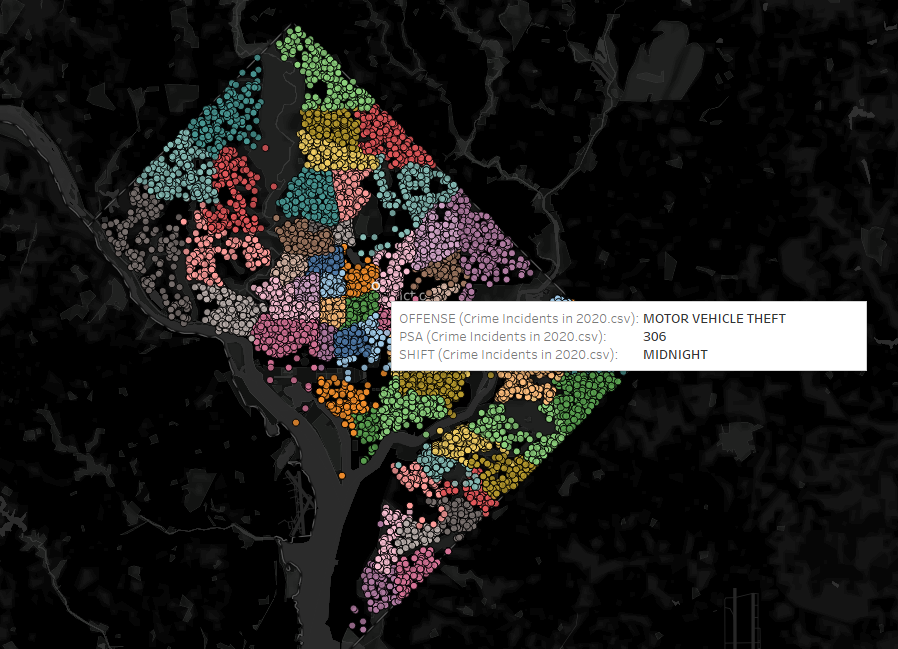 OFFENSE (Crime Incidents in 2020.csv): MOTOR VEHICLE THEFT
PSA (Crime Incidents in 2020.csv): 306
SHIFT (Crime Incidents in 2020.csv): MIDNIGHT